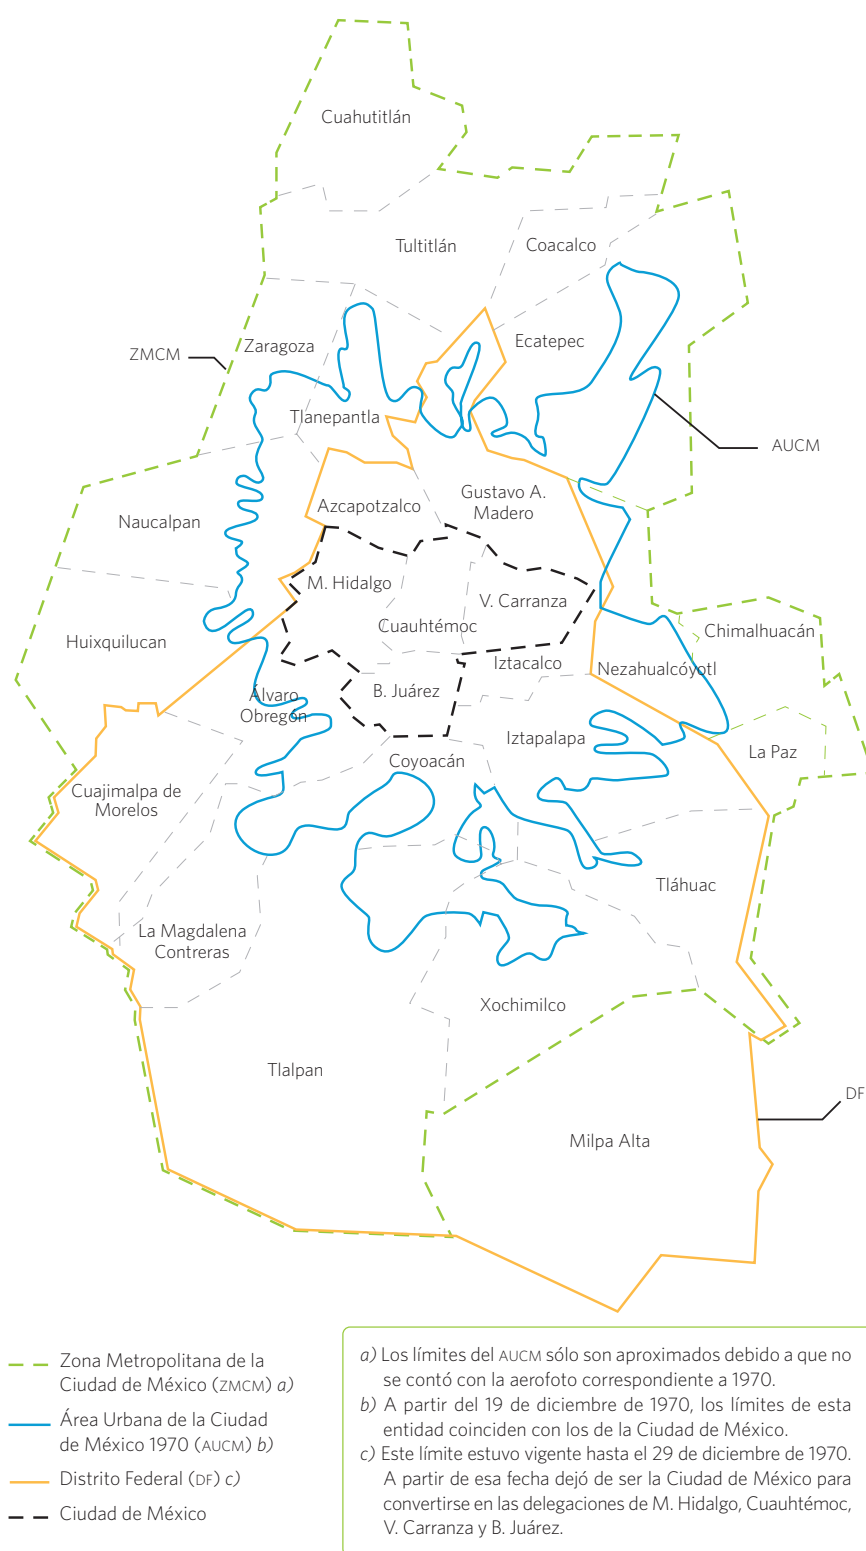 Cuahutitlán
Tultitlán
Coacalco
Ecatepec
Zaragoza
ZMCM
Tlanepantla
AUCM
Naucalpan
Azcapotzalco
Gustavo A.
Madero
M. Hidalgo
V. Carranza
Cuauhtémoc
Chimalhuacán
Huixquilucan
Iztacalco
Nezahualcóyotl
Álvaro
Obregón
B. Juárez
Iztapalapa
La Paz
Coyoacán
Cuajimalpa de
Morelos
Tláhuac
La Magdalena
Contreras
Xochimilco
Tlalpan
DF
Milpa Alta
Zona Metropolitana de la
Ciudad de México (ZMCM) a)
Área Urbana de la Ciudad
de México 1970 (AUCM) b)
Distrito Federal (DF) c)
Ciudad de México
a) Los límites del AUCM sólo son aproximados debido a que no
se contó con la aerofoto correspondiente a 1970.
b) A partir del 19 de diciembre de 1970, los límites de esta
entidad coinciden con los de la Ciudad de México.
c) Este límite estuvo vigente hasta el 29 de diciembre de 1970.
A partir de esa fecha dejó de ser la Ciudad de México para
convertirse en las delegaciones de M. Hidalgo, Cuauhtémoc,
V. Carranza y B. Juárez.